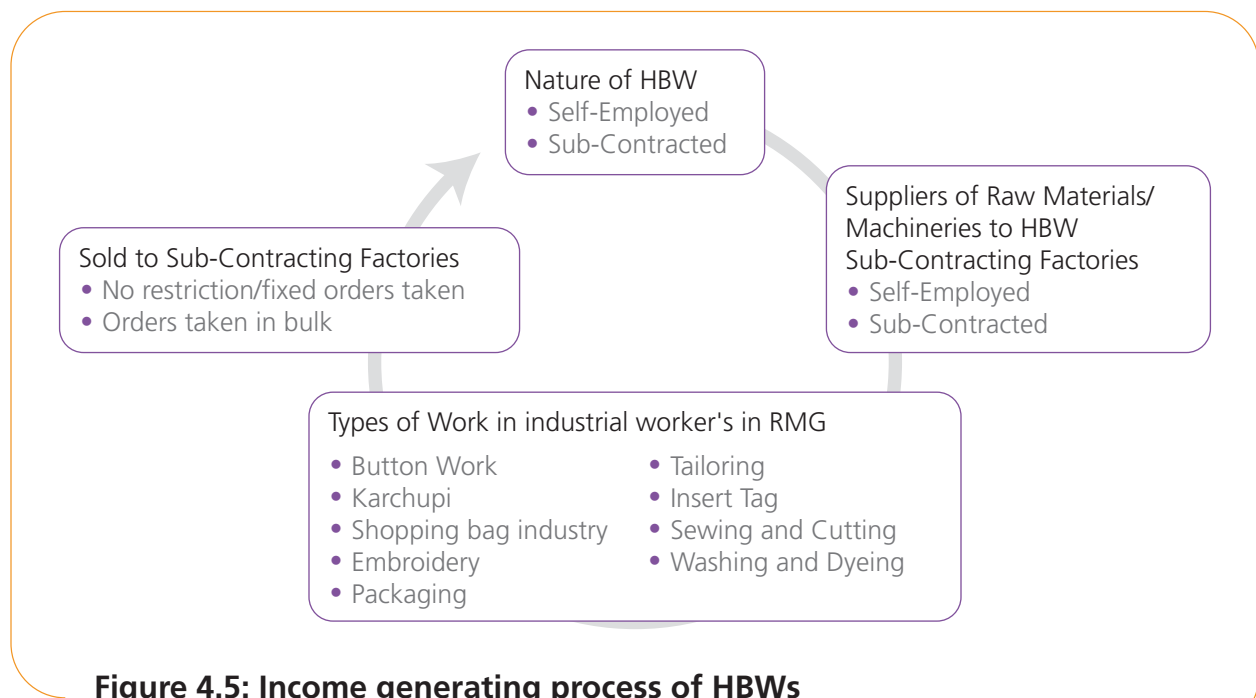 Nature of HBW
• Self-Employed
• Sub-Contracted
Suppliers of Raw Materials/
Machineries to HBW
Sub-Contracting Factories
• Self-Employed
• Sub-Contracted
Types of Work in industrial worker's in RMG
• Button Work
• Karchupi
• Shopping bag industry
• Embroidery
• Packaging
• Tailoring
• Insert Tag
• Sewing and Cutting
• Washing and Dyeing
Sold to Sub-Contracting Factories
• No restriction/fixed orders taken
• Orders taken in bulk
Figure 4.5: Income generating process of HBWs